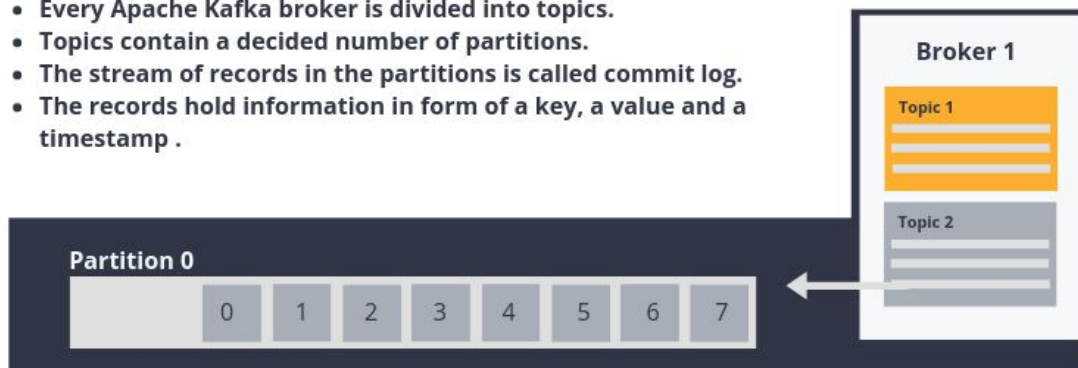 • Every Apache Kafka broker is divided into topics.
• Topics contain a decided number of partitions.
• The stream of records in the partitions is called commit log.
• The records hold information in form of a key, a value and a
timestamp .
Broker 1
Topic 1
Topic 2
Partition 0
0 1 2 3 4 5 6 7